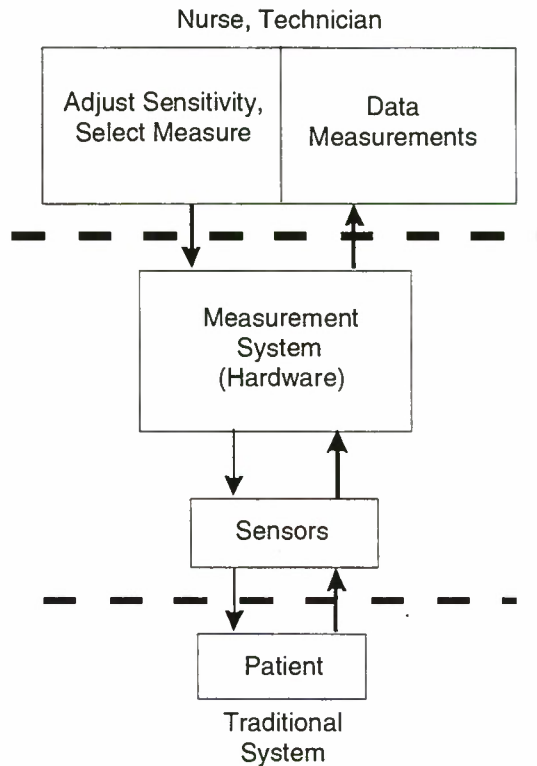 Nurse, Technician
Adjust Sensitivity,
Select Measure
Data
Measurements
Measurement
System
(Hardware)
Sensors
Patient
Traditional
System